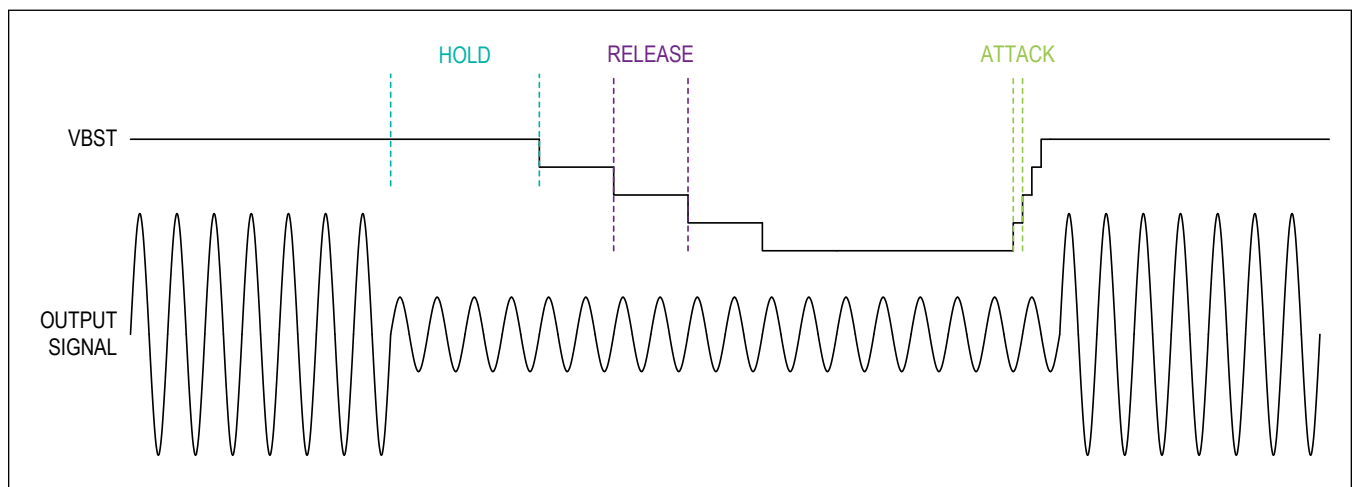 HOLD
RELEASE
ATTACK
VBST
OUTPUT
SIGNAL